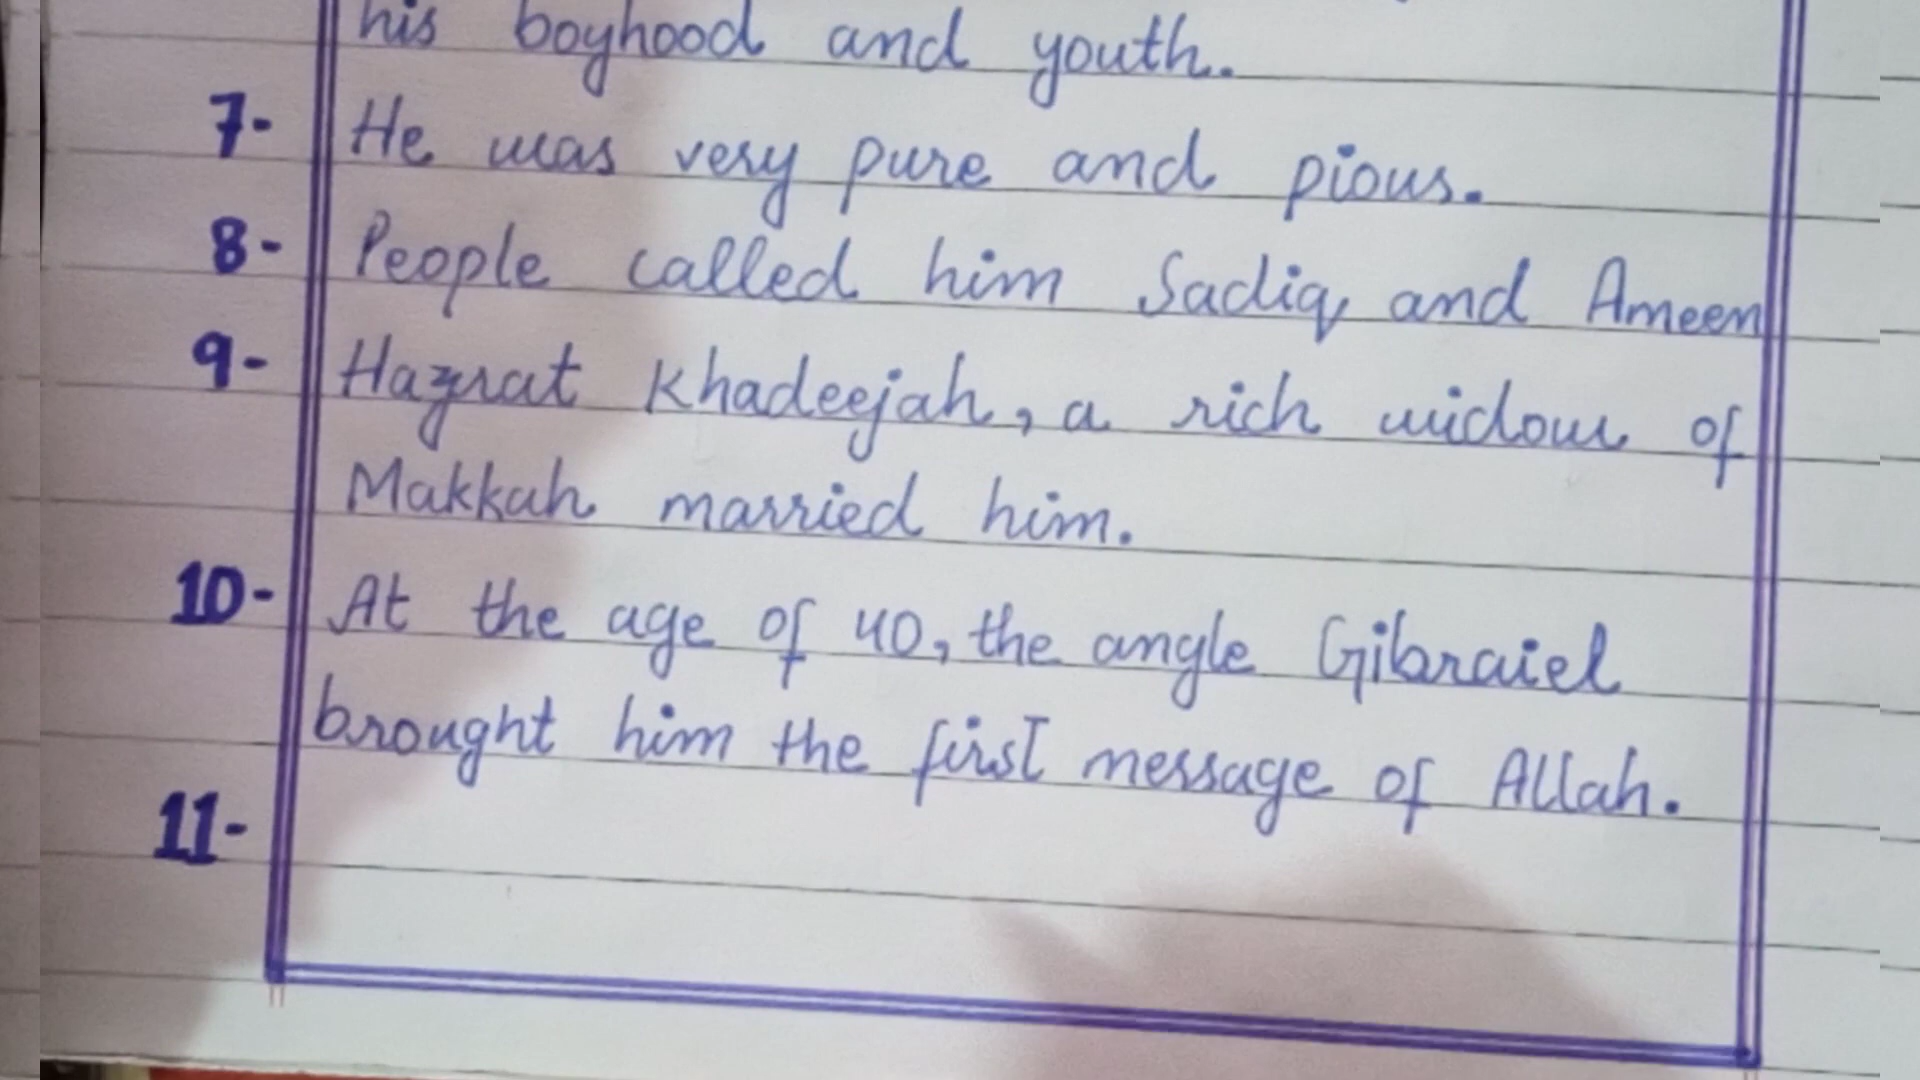 his boyhood and youth.
7- He was very pure and pious.
8- People called him Sadiq and Ameen
9- Hazrat Khadeejah, a rich widow of
Makkah married him.
10- At the age of 40, the angle Gibraiel
brought him the first message of Allah.
11-